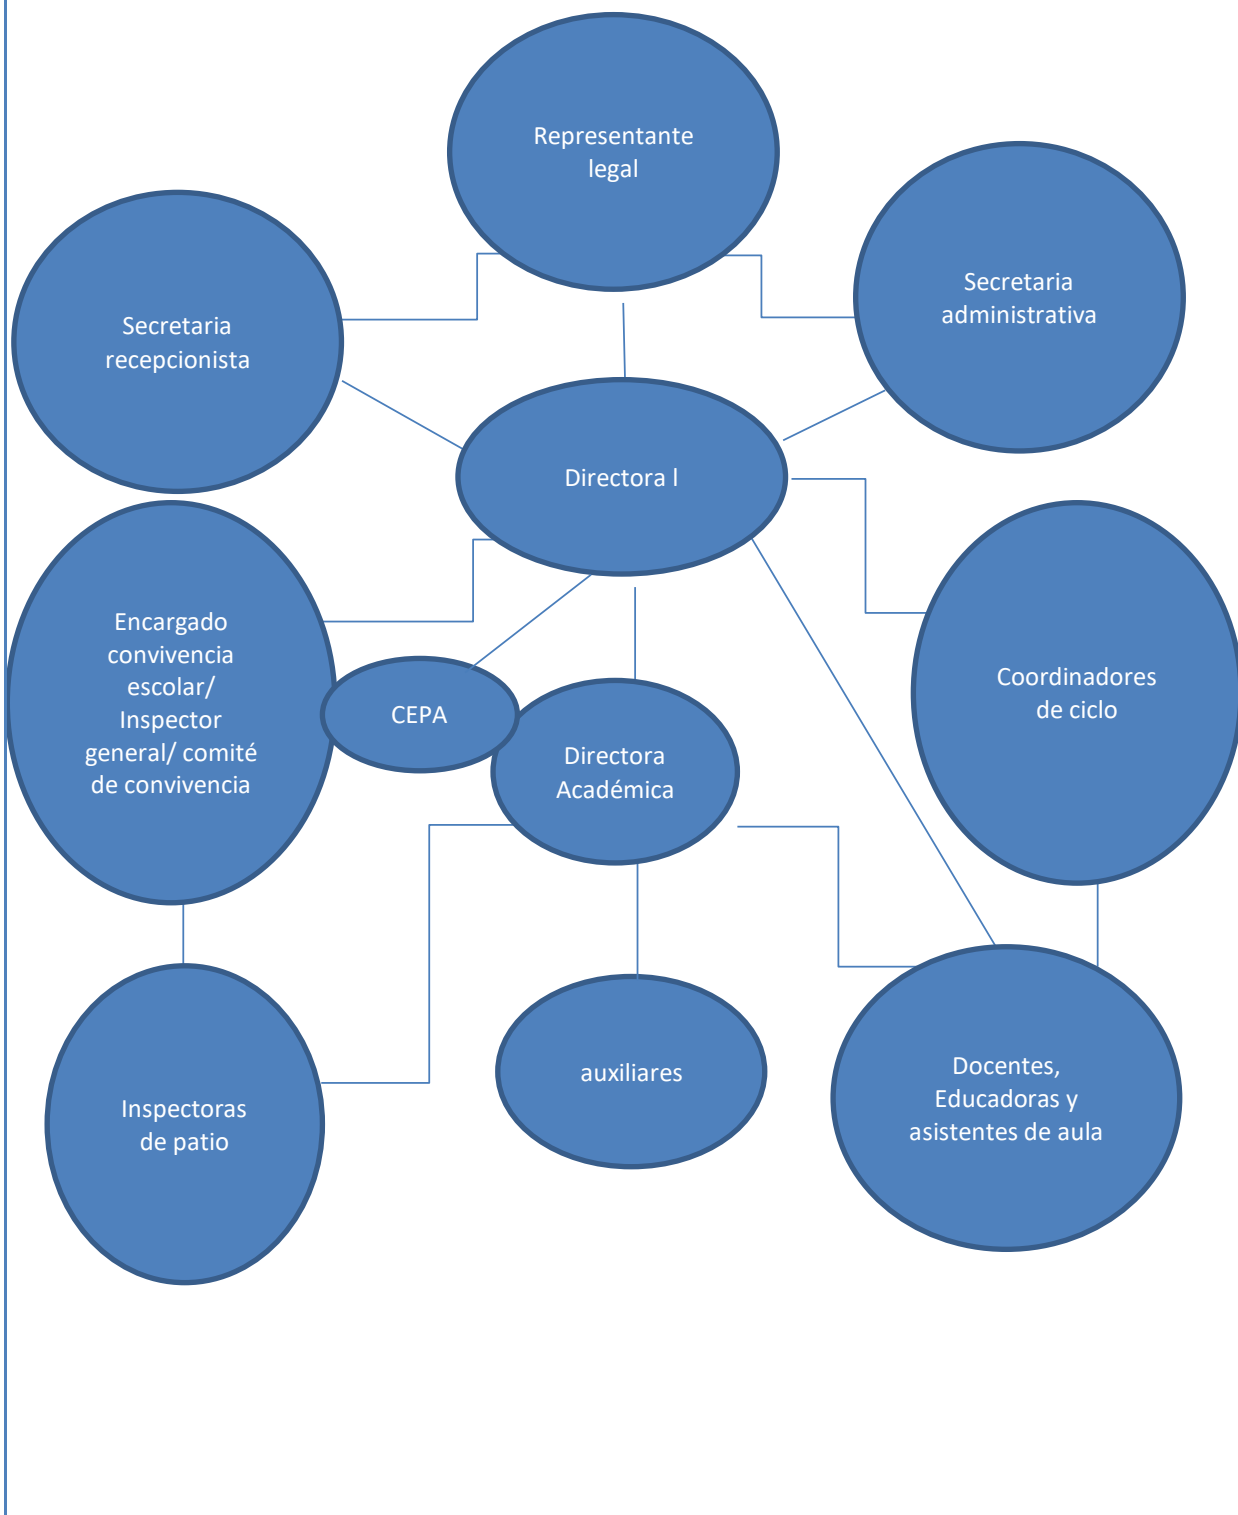 Representante
legal
Secretaria
administrativa
Secretaria
recepcionista
Directora l
Encargado
convivencia
escolar/
Inspector
general/ comité
de convivencia
CEPA
Directora
Académica
Coordinadores
de ciclo
Inspectoras
de patio
auxiliares
Docentes,
Educadoras y
asistentes de aula